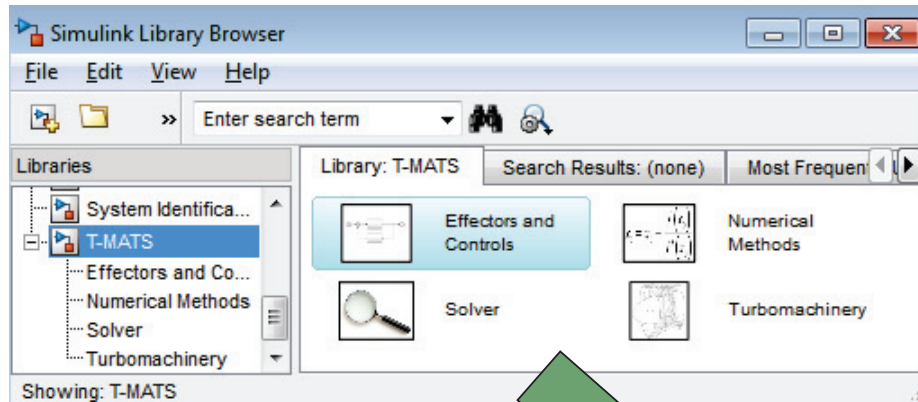 Simulink Library Browser
File Edit View Help
» Enter search term
Libraries
Library: T-MATS Search Results: (none) Most Frequen
System Identifica...
T-MATS
Effectors and Co...
Numerical Methods
Solver
Turbomachinery
Effectors and
Controls
Numerical
Methods
Solver
Turbomachinery
Showing: T-MATS